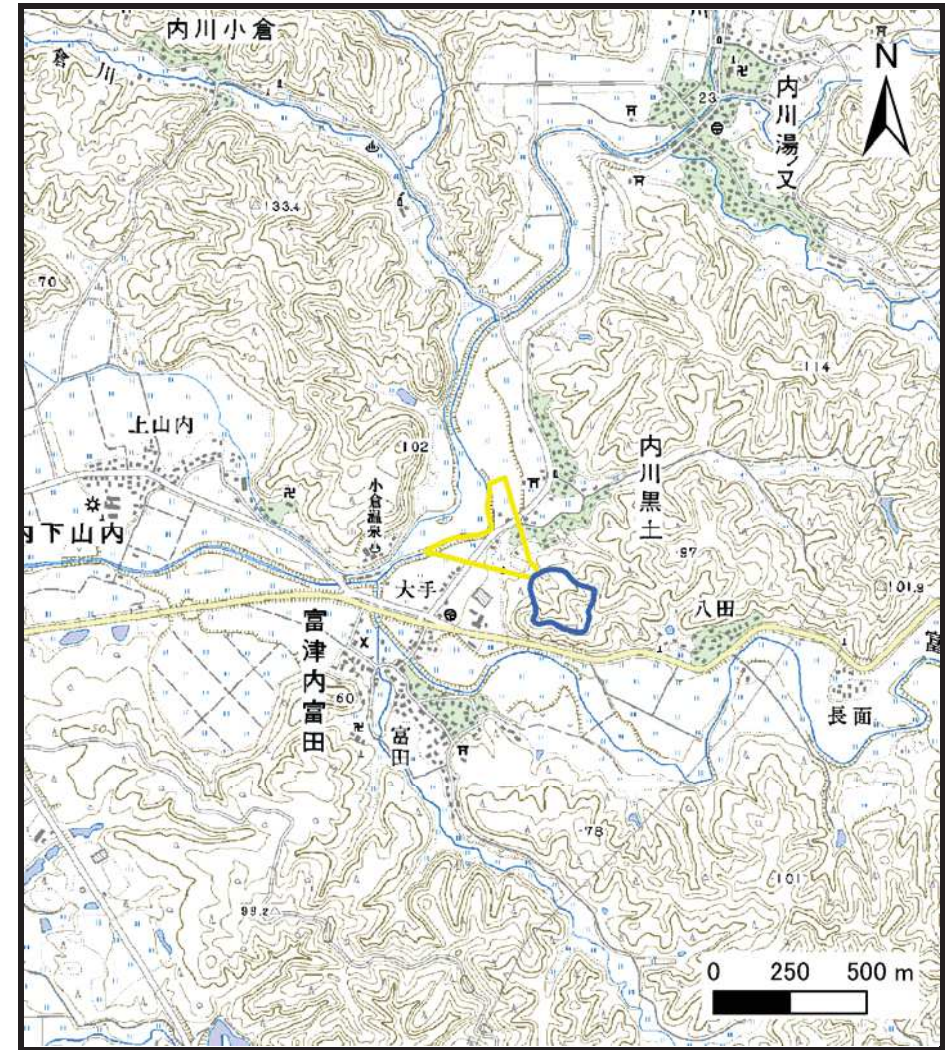 内川小倉
倉川
N
内川湯ノ又
23
133.4
70
114
上山内
102
内川黒土
小倉温泉
下山内
97
101.9
大手
八田
富
富津内富田
60
長面
富田
78
101
99.2
0 250 500 m